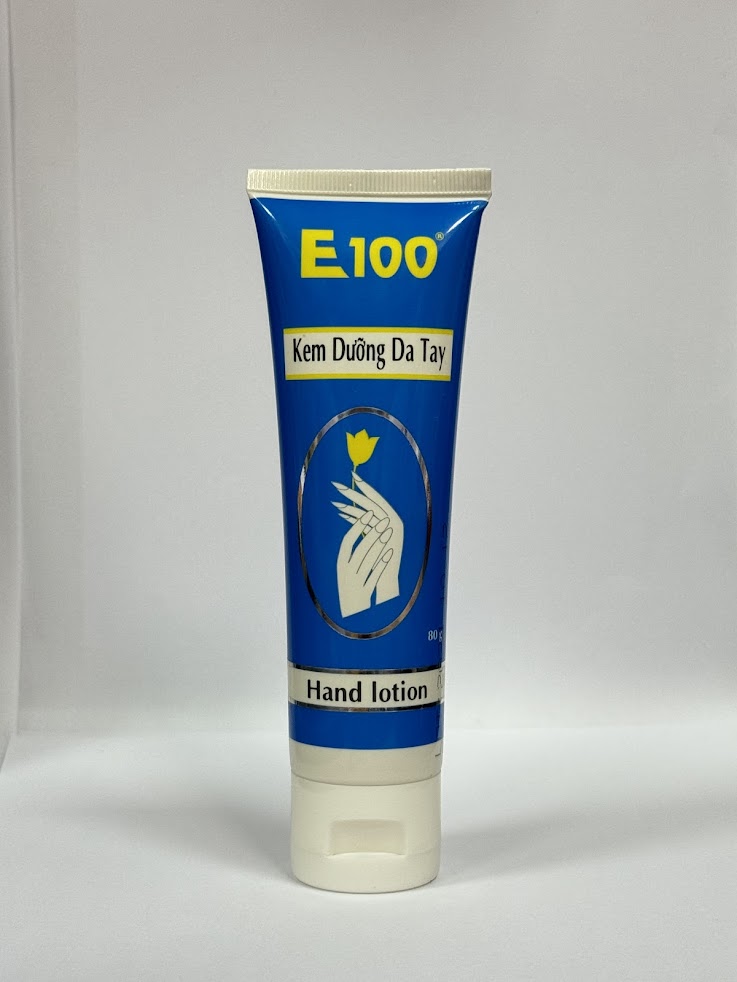 E100®
Kem Dưỡng Da Tay
80 g
Hand lotion